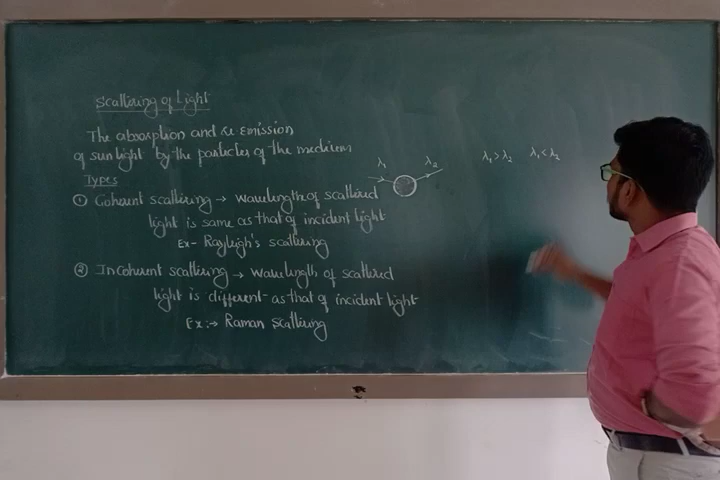 Scattering of Light
The absorption and re emission
of sunlight by the particles of the medium
Types
① Coherent scattering → wavelength of scattered
light is same as that of incident light
Ex- Rayleigh's scattering
② Incoherent scattering → wavelength of scattered
light is different as that of incident light
Ex:→ Raman scattering
λ₁ λ₂
λ₁ > λ₂ λ₁ < λ₂